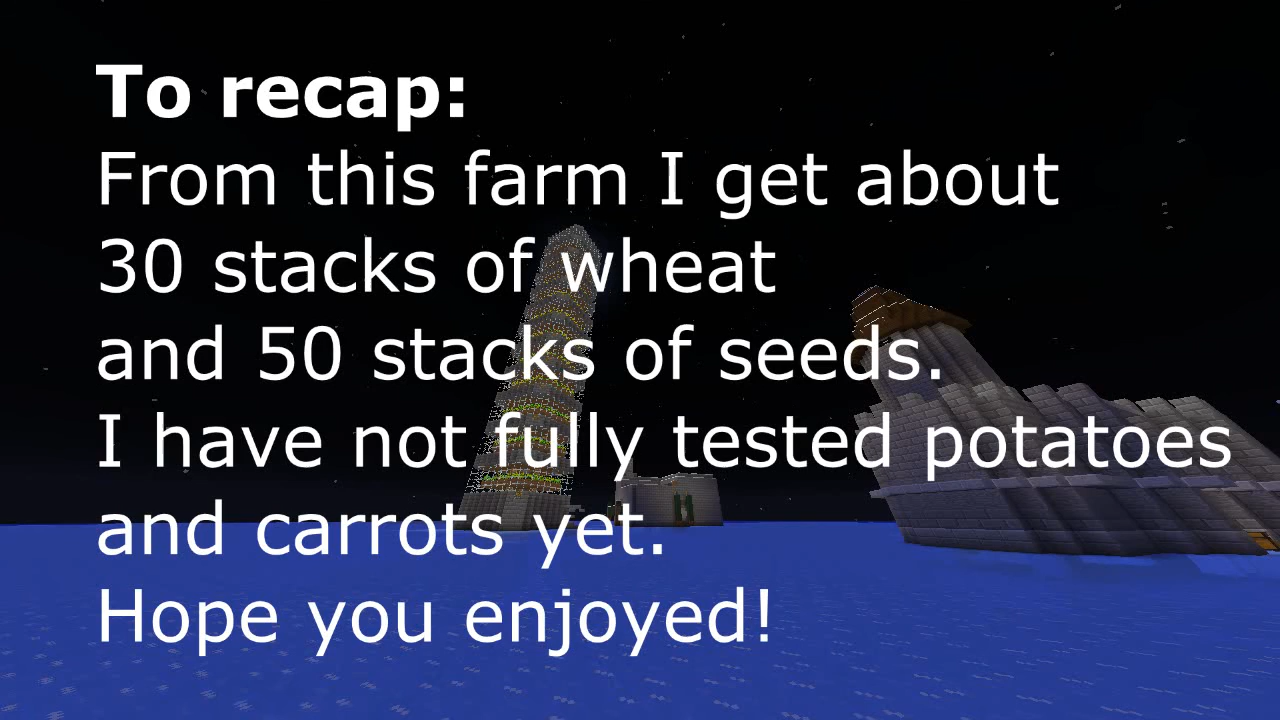 To recap:
From this farm I get about
30 stacks of wheat
and 50 stacks of seeds.
I have not fully tested potatoes
and carrots yet.
Hope you enjoyed!